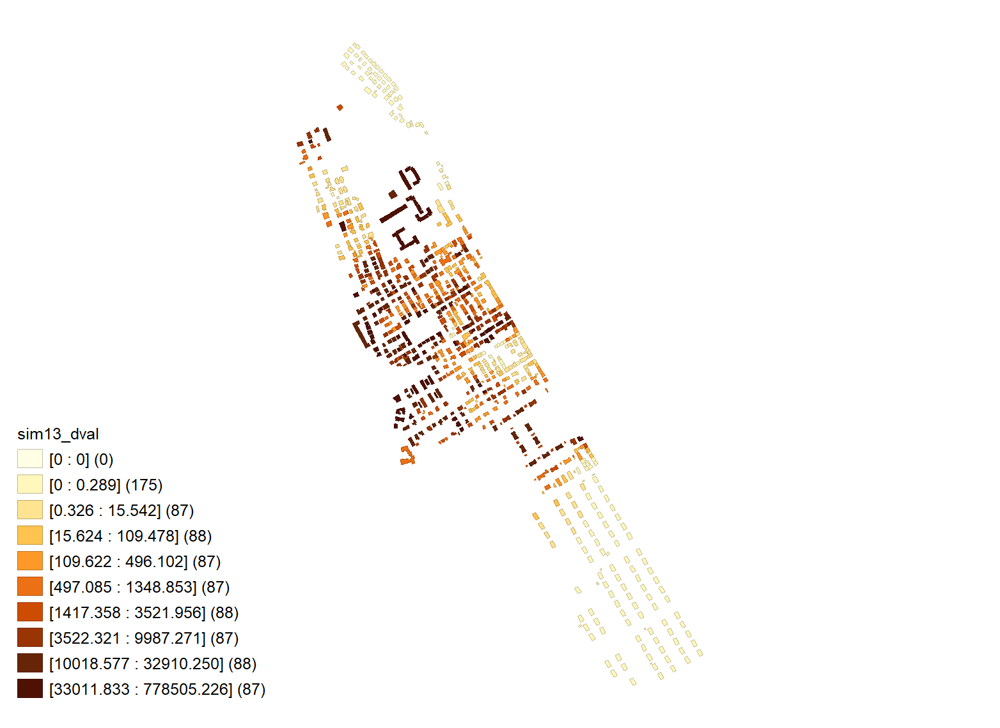 sim13_dval
[0 : 0] (0)
[0 : 0.289] (175)
[0.326 : 15.542] (87)
[15.624 : 109.478] (88)
[109.622 : 496.102] (87)
[497.085 : 1348.853] (87)
[1417.358 : 3521.956] (88)
[3522.321 : 9987.271] (87)
[10018.577 : 32910.250] (88)
[33011.833 : 778505.226] (87)